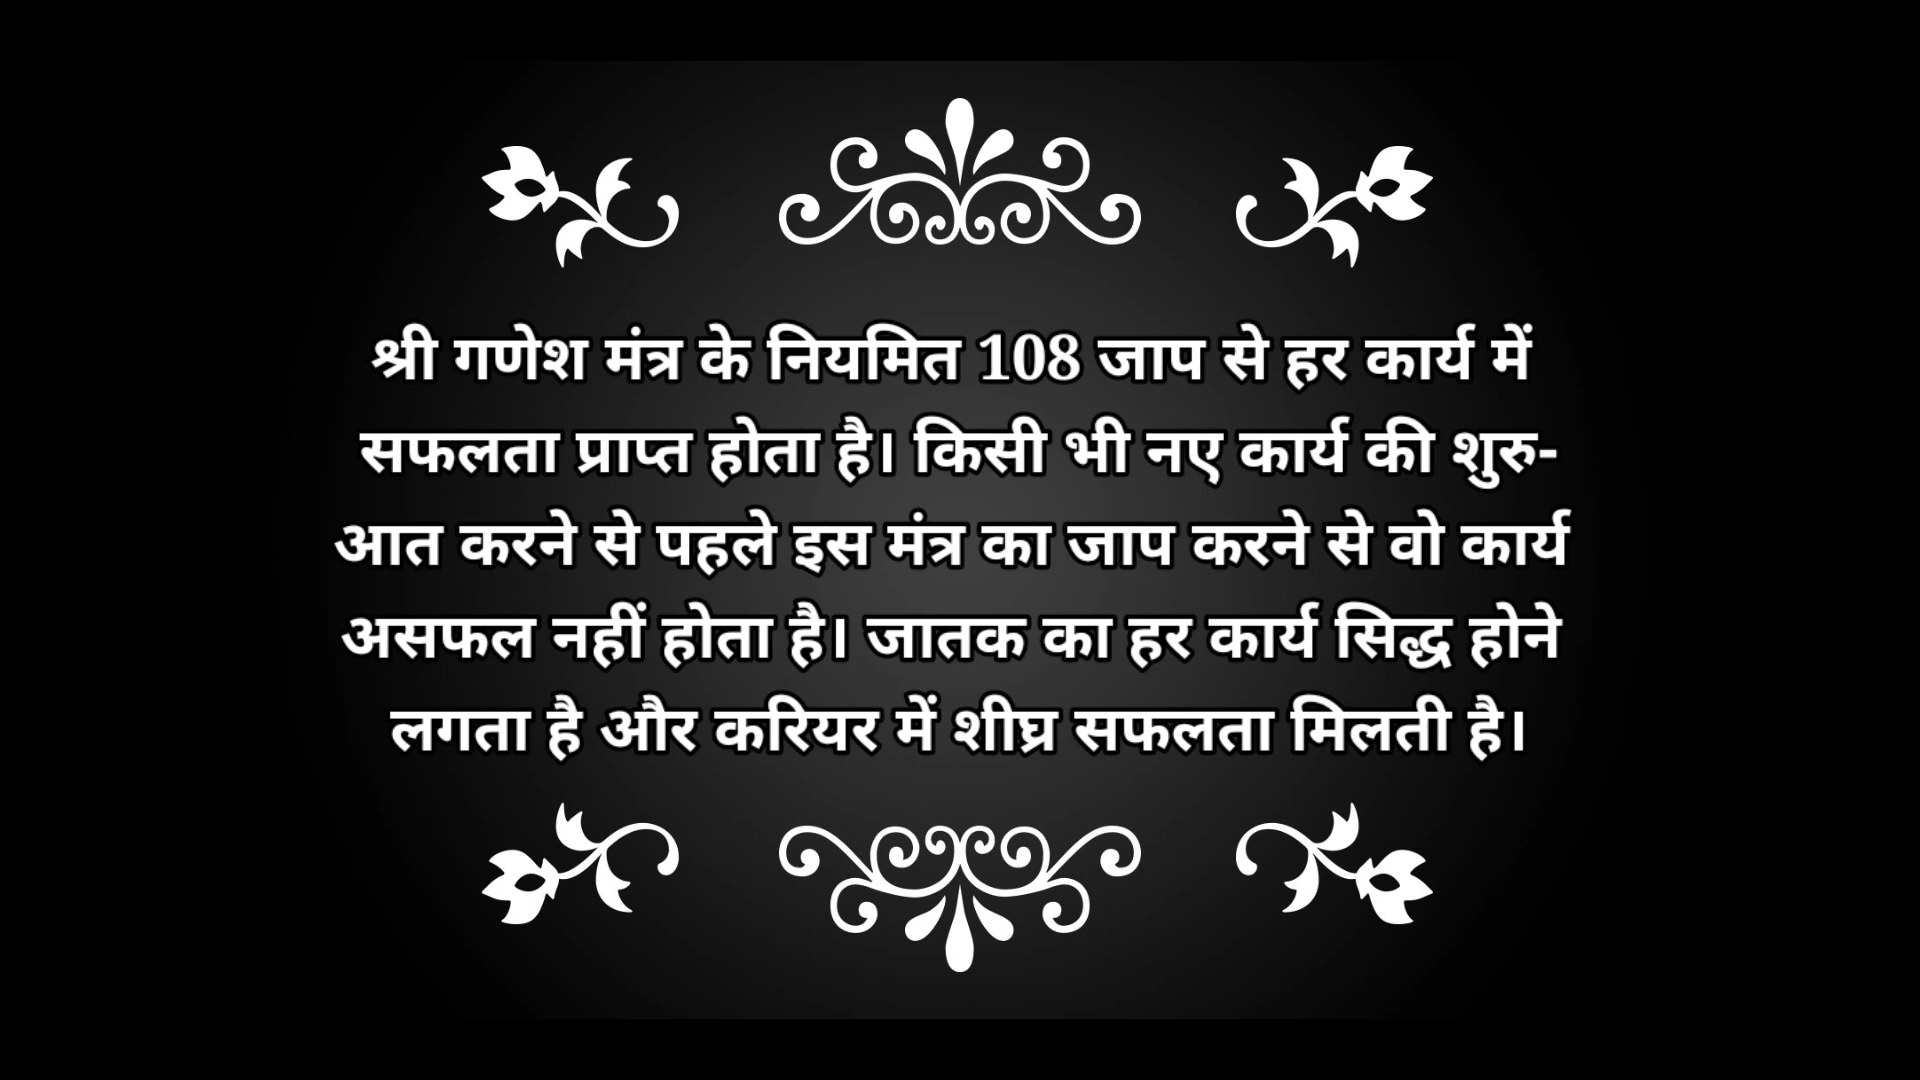 श्री गणेश मंत्र के नियमित 108 जाप से हर कार्य में
सफलता प्राप्त होता है। किसी भी नए कार्य की शुरु-
आत करने से पहले इस मंत्र का जाप करने से वो कार्य
असफल नहीं होता है। जातक का हर कार्य सिद्ध होने
लगता है और करियर में शीघ्र सफलता मिलती है।